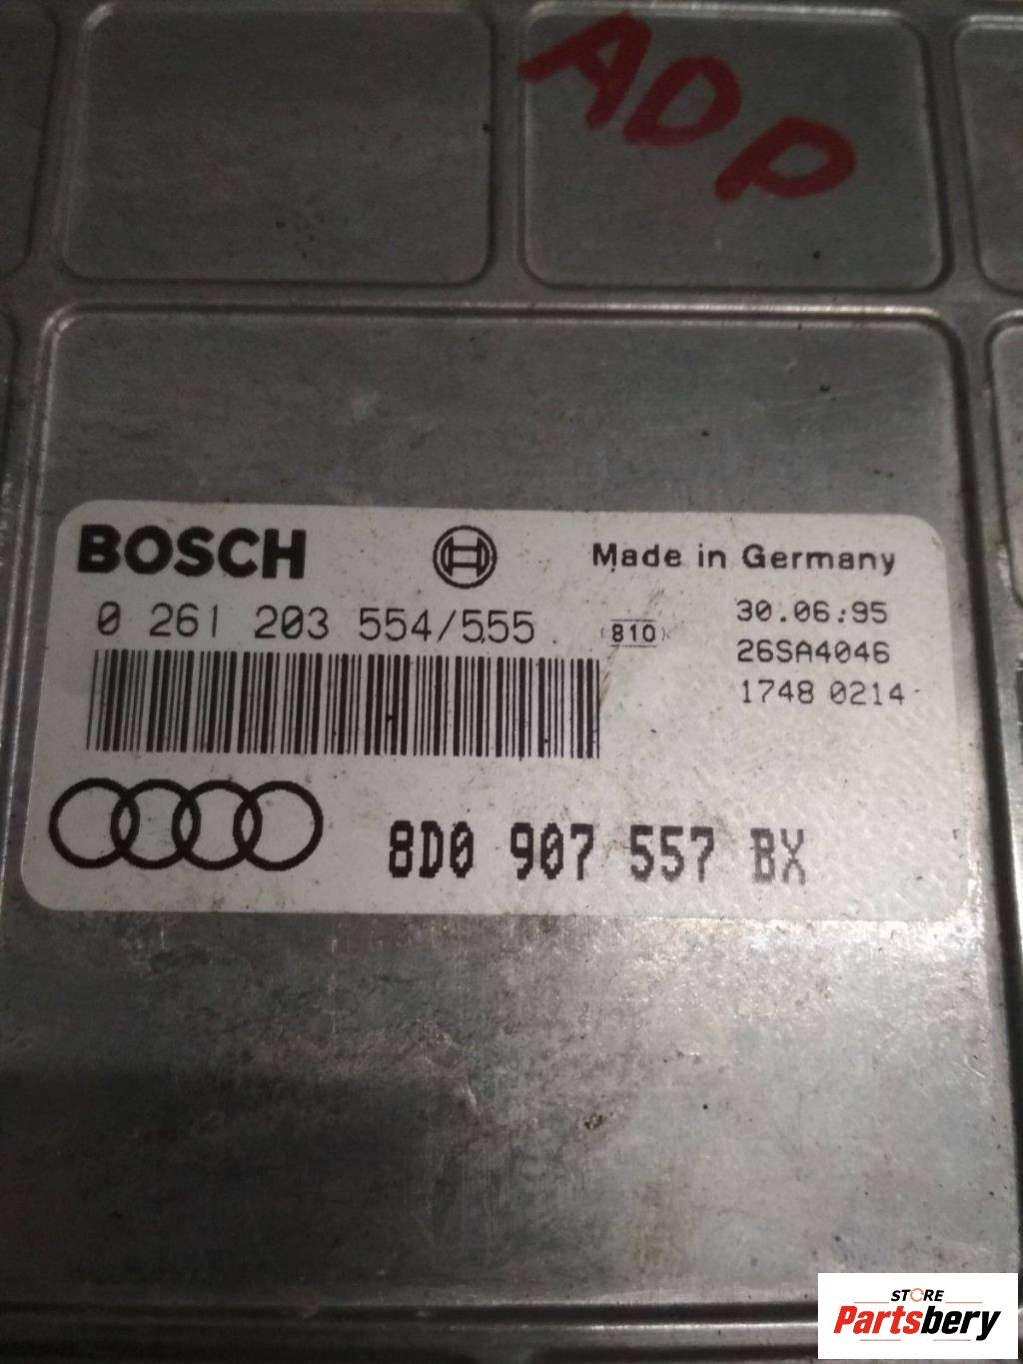 ADP
BOSCH
Made in Germany
0 261 203 554/555
810
30.06.95
26SA4046
1748 0214
8D0 907 557 BX
STORE
Partsbery